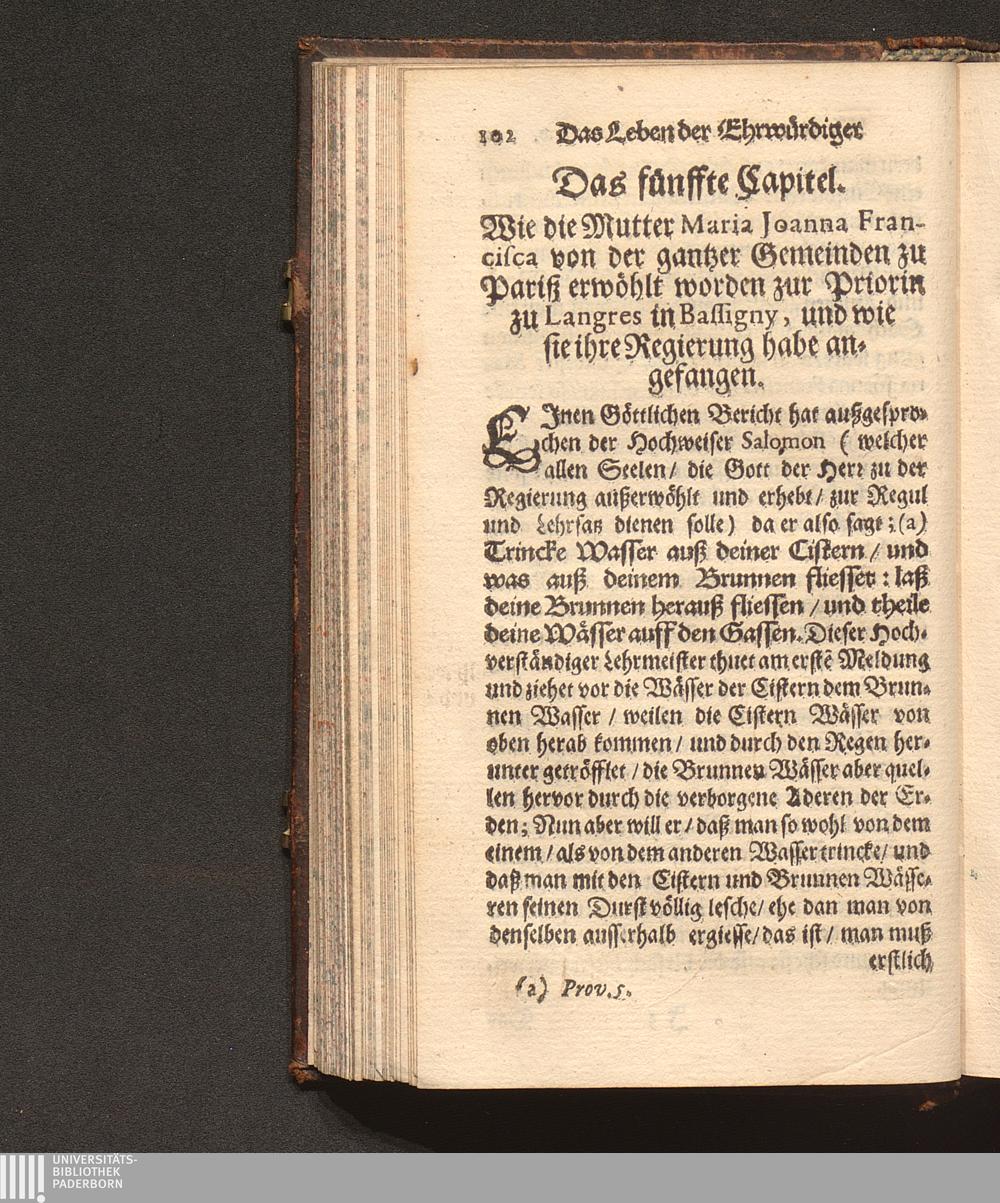 102 Das Leben der Ehrwürdiger
Das fünffte Capitel.
Wie die Mutter Maria Joanna Fran-
cisca von der gantzer Gemeinden zu
Pariß erwöhlt worden zur Priorin
zu Langres in Bassigny, und wie
sie ihre Regierung habe an-
gefangen.
EInen Göttlichen Bericht hat außgespro-
chen der Hochweiser Salomon ( welcher
allen Seelen / die Gott der Herr zu der
Regierung außerwöhlt und erhebt / zur Regul
und Lehrsatz dienen solle) da er also sagt ; (a)
Trincke Wasser auß deiner Cistern / und
was auß deinem Brunnen fliesset : laß
deine Brunnen herauß fliessen / und theile
deine Wässer auff den Gassen. Dieser Hoch-
verständiger Lehrmeister thuet am erstẽ Meldung
und ziehet vor die Wässer der Cistern dem Brun-
nen Wasser / weilen die Cistern Wässer von
oben herab kommen / und durch den Regen her-
unter getröfflet / die Brunnen Wässer aber quel-
len hervor durch die verborgene Aderen der Er-
den ; Nun aber will er / daß man so wohl von dem
einem / als von dem anderen Wasser trincke / und
daß man mit den Cistern und Brunnen Wässe-
ren seinen Durst völlig lesche / ehe dan man von
denselben ausserhalb ergiesse / das ist / man muß
erstlich
(a) Prov. 5.
UNIVERSITÄTS-
BIBLIOTHEK
PADERBORN